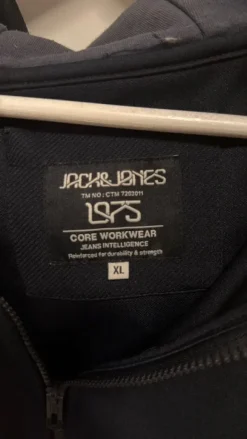 JACK&JONES
TM NO : CTM 7253011
1975
CORE WORKWEAR
JEANS INTELLIGENCE
Reinforced for durability & strength
XL